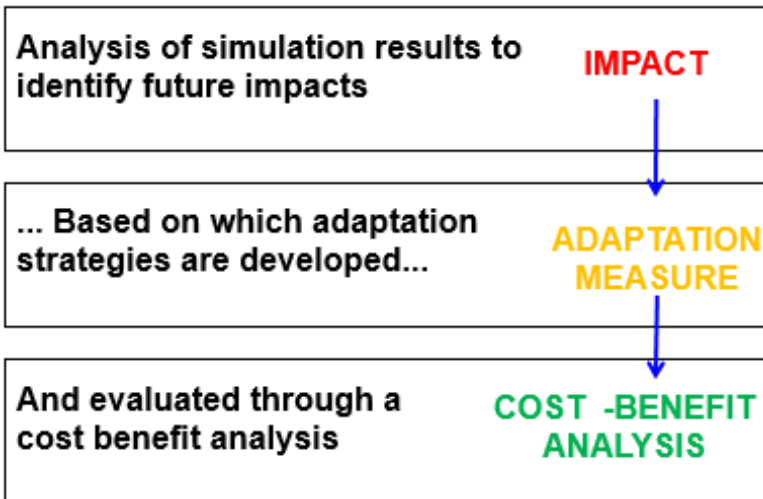 Analysis of simulation results to
identify future impacts
IMPACT
... Based on which adaptation
strategies are developed...
ADAPTATION
MEASURE
And evaluated through a
cost benefit analysis
COST -BENEFIT
ANALYSIS